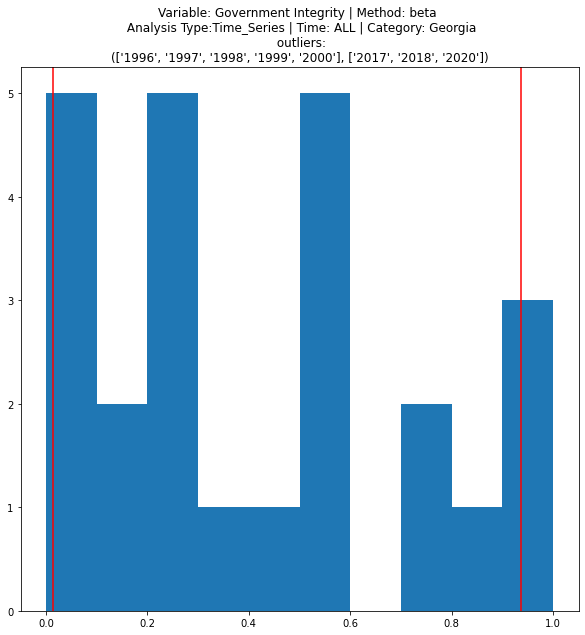 Variable: Government Integrity | Method: beta
Analysis Type:Time_Series | Time: ALL | Category: Georgia
outliers:
(['1996', '1997', '1998', '1999', '2000'], ['2017', '2018', '2020'])
5
4
3
2
1
0
0.0 0.2 0.4 0.6 0.8 1.0